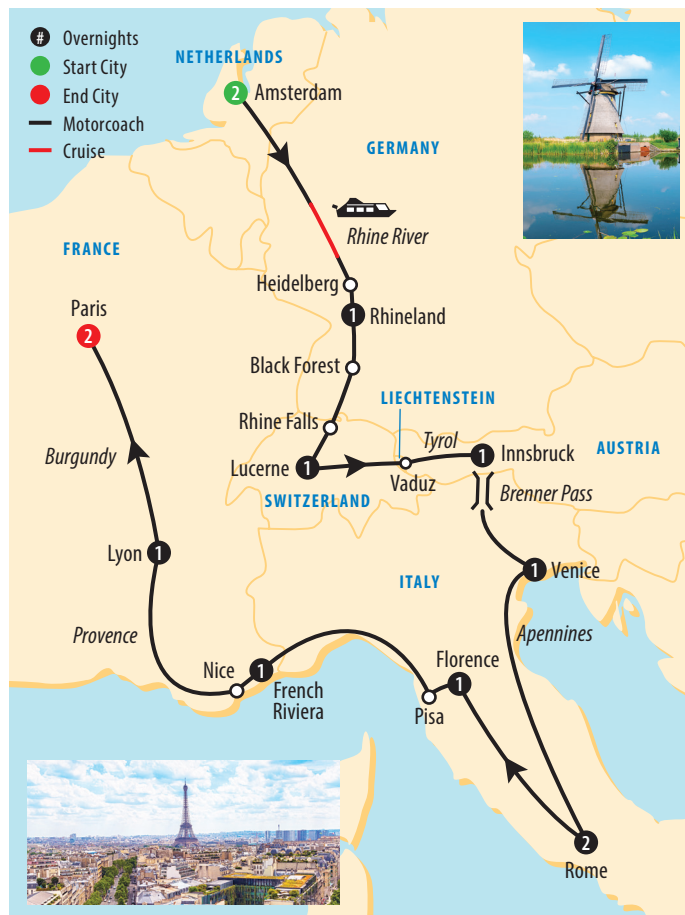 # Overnights
Start City
End City
Motorcoach
Cruise
NETHERLANDS
2 Amsterdam
GERMANY
Rhine River
FRANCE
Heidelberg
Paris
2
1 Rhineland
Black Forest
LIECHTENSTEIN
Rhine Falls
Tyrol
1 Innsbruck
AUSTRIA
Burgundy
Lucerne 1
Vaduz
SWITZERLAND
Brenner Pass
Lyon 1
1 Venice
ITALY
Provence
Apennines
Florence
1
Nice
1
French
Riviera
Pisa
2
Rome